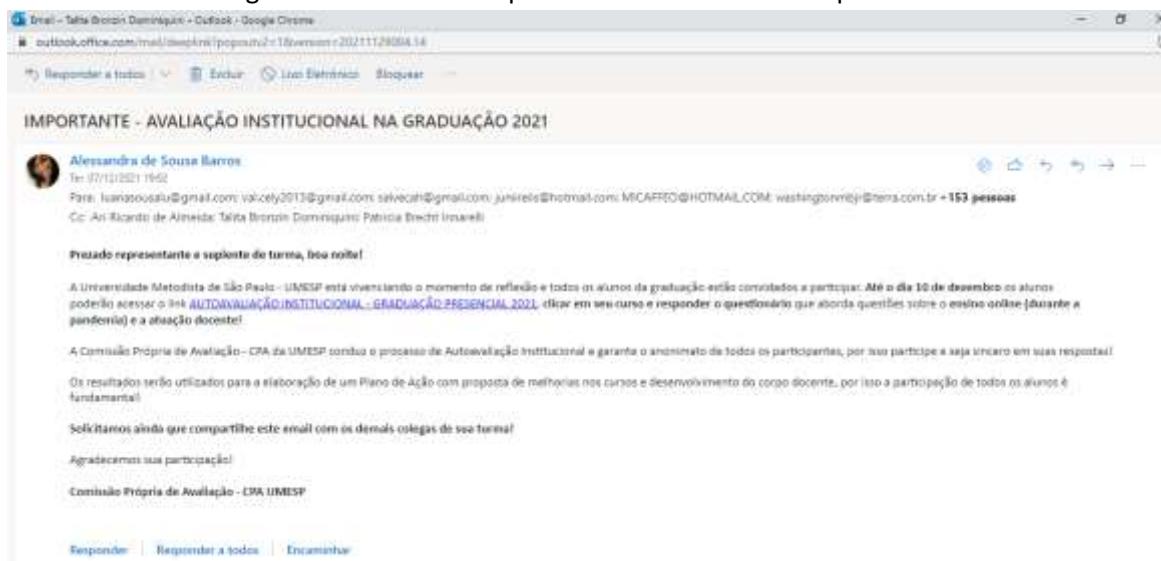 Email - Talita Bronzin Dominiquini - Outlook - Google Chrome
outlook.office.com/mail/deeplink?popoutv2=1&version=20211129004.14
Responder a todos Excluir Lixo Eletrônico Bloquear ...
IMPORTANTE - AVALIAÇÃO INSTITUCIONAL NA GRADUAÇÃO 2021
Alessandra de Sousa Barros
Ter 07/12/2021 19:02
Para: luanasousalu@gmail.com; valcely2013@gmail.com; salvecath@gmail.com; MICAFFEO@HOTMAIL.COM; +153 pessoas
Cc: Ari Ricardo de Almeida; Talita Bronzin Dominiquini; Patricia Brecht Innarelli
Prezado representante e suplente de turma, boa noite!
A Universidade Metodista de São Paulo - UMESP está vivenciando o momento de reflexão e todos os alunos da graduação estão convidados a participar. Até o dia 10 de dezembro os alunos
poderão acessar o link AUTOAVALIAÇÃO INSTITUCIONAL - GRADUAÇÃO PRESENCIAL 2021, clicar em seu curso e responder o questionário que aborda questões sobre o ensino online (durante a
pandemia) e a atuação docente!
A Comissão Própria de Avaliação - CPA da UMESP conduz o processo de Autoavaliação Institucional e garante o anonimato de todos os participantes, por isso participe e seja sincero em suas respostas!
Os resultados serão utilizados para a elaboração de um Plano de Ação com proposta de melhorias nos cursos e desenvolvimento do corpo docente, por isso a participação de todos os alunos é
fundamental!
Solicitamos ainda que compartilhe este email com os demais colegas de sua turma!
Agradecemos sua participação!
Comissão Própria de Avaliação - CPA UMESP
Responder Responder a todos Encaminhar